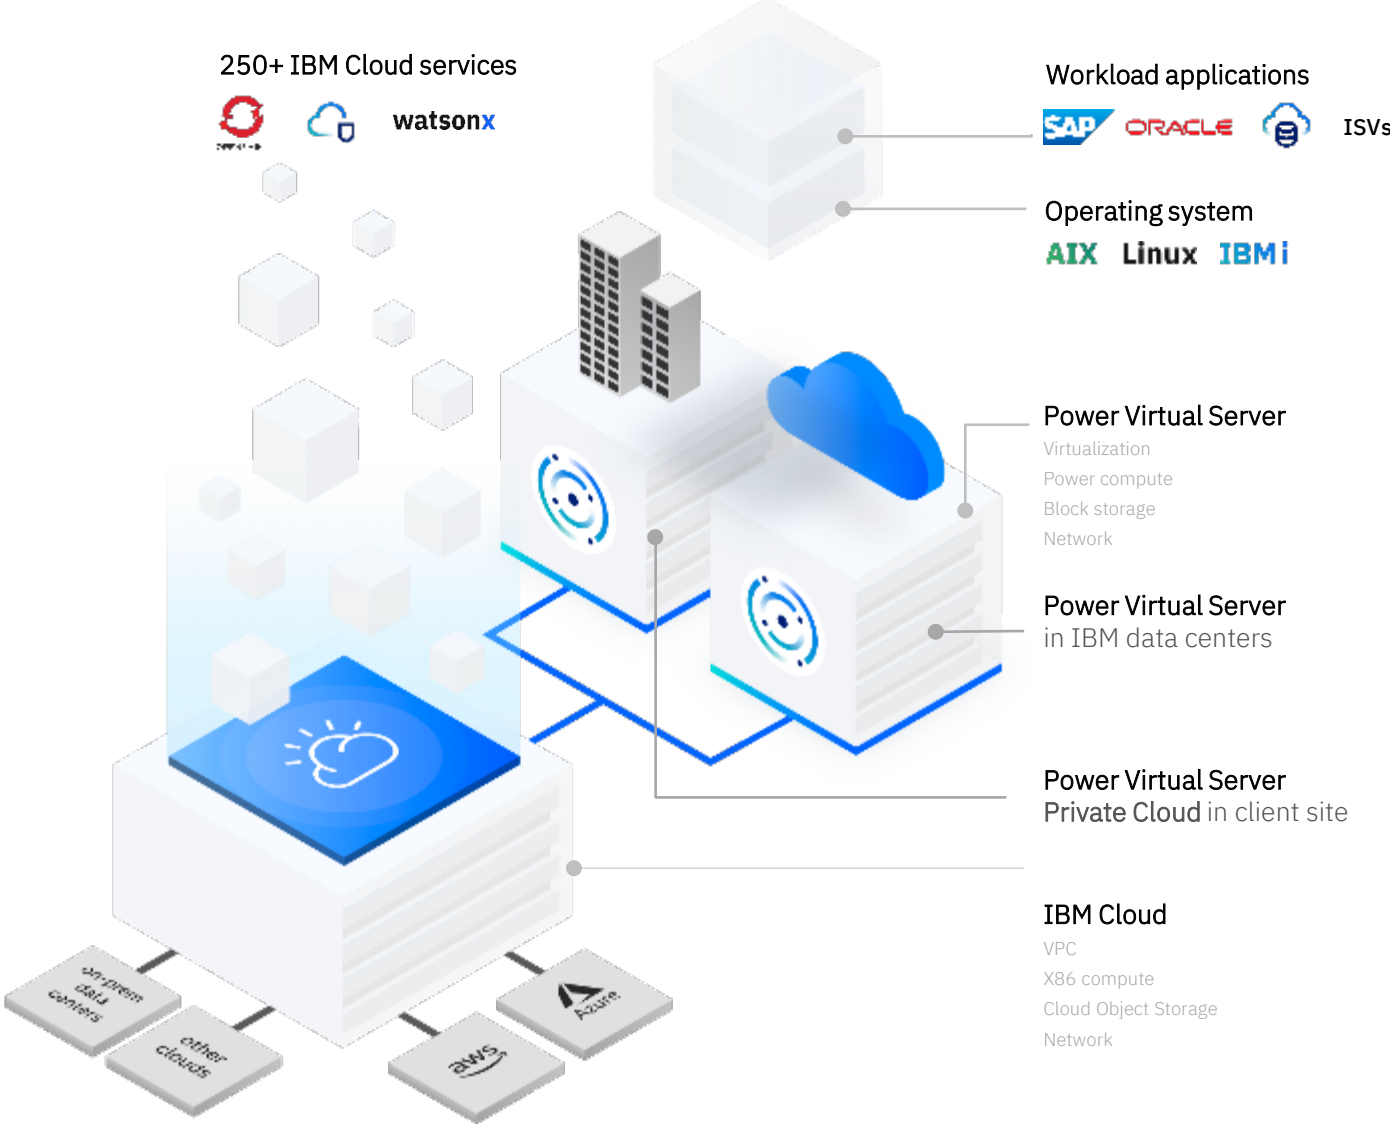 250+ IBM Cloud services
watsonx
Workload applications
SAP ORACLE ISVs
Operating system
AIX Linux IBM i
Power Virtual Server
Virtualization
Power compute
Block storage
Network
Power Virtual Server
in IBM data centers
Power Virtual Server
Private Cloud in client site
IBM Cloud
VPC
X86 compute
Cloud Object Storage
Network
on-prem
data
centers
other
clouds
aws
Azure